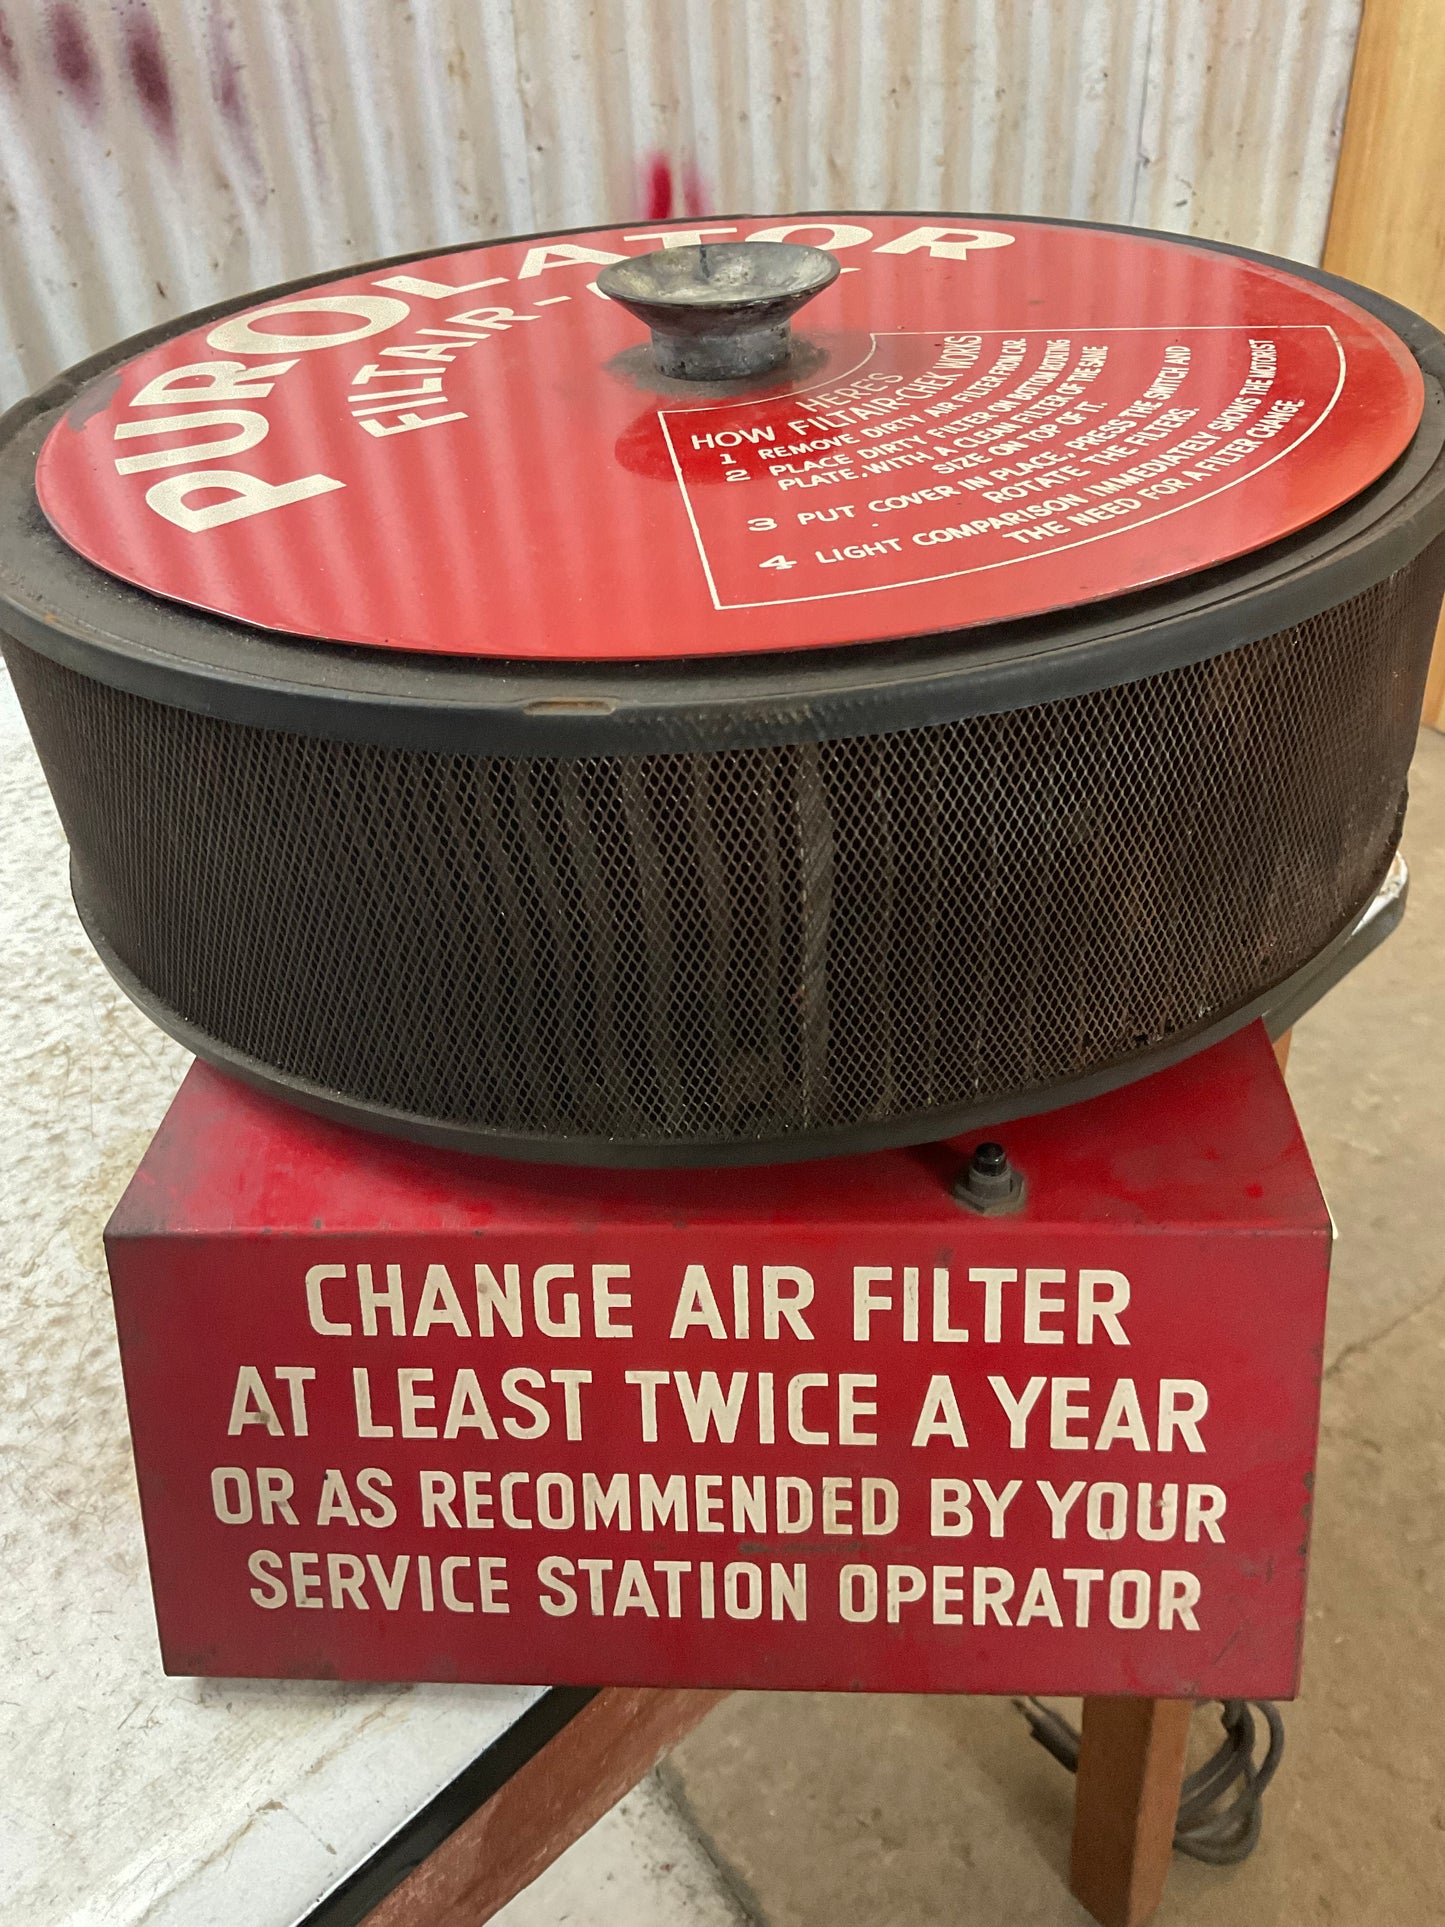 PUROLATOR
FILTAIR-
HERE'S
HOW FILTAIR-CHEK WORKS
1 REMOVE DIRTY AIR FILTER FROM CAR.
2 PLACE DIRTY FILTER ON BOTTOM ROTATING
PLATE. WITH A CLEAN FILTER OF THE SAME
SIZE ON TOP OF IT.
3 PUT COVER IN PLACE, PRESS THE SWITCH AND
ROTATE THE FILTERS.
4 LIGHT COMPARISON IMMEDIATELY SHOWS THE MOTORIST
THE NEED FOR A FILTER CHANGE.
CHANGE AIR FILTER
AT LEAST TWICE A YEAR
OR AS RECOMMENDED BY YOUR
SERVICE STATION OPERATOR